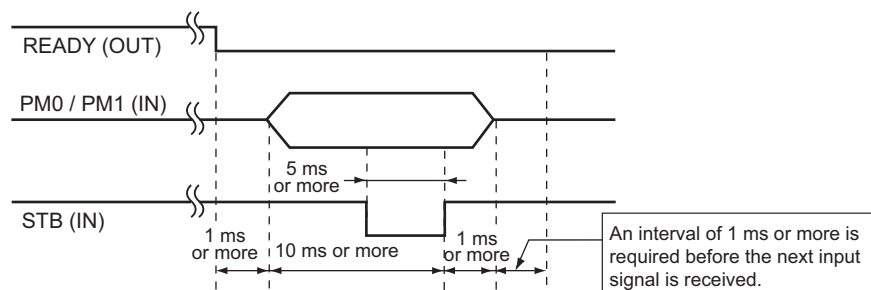 READY (OUT)
PM0 / PM1 (IN)
5 ms
or more
STB (IN)
1 ms
or more
10 ms or more
1 ms
or more
An interval of 1 ms or more is
required before the next input
signal is received.